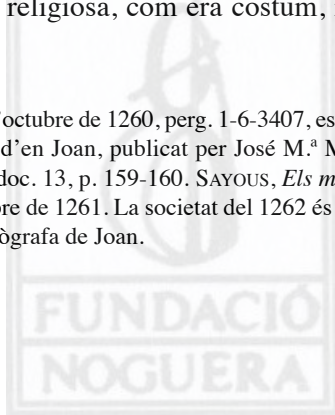 religiosa, com era costum,
octubre de 1260, perg. 1-6-3407, es
d'en Joan, publicat per José M.ª M
doc. 13, p. 159-160. SAYOUS, Els m
bre de 1261. La societat del 1262 és
ògrafa de Joan.
FUNDACIÓ
NOGUERA